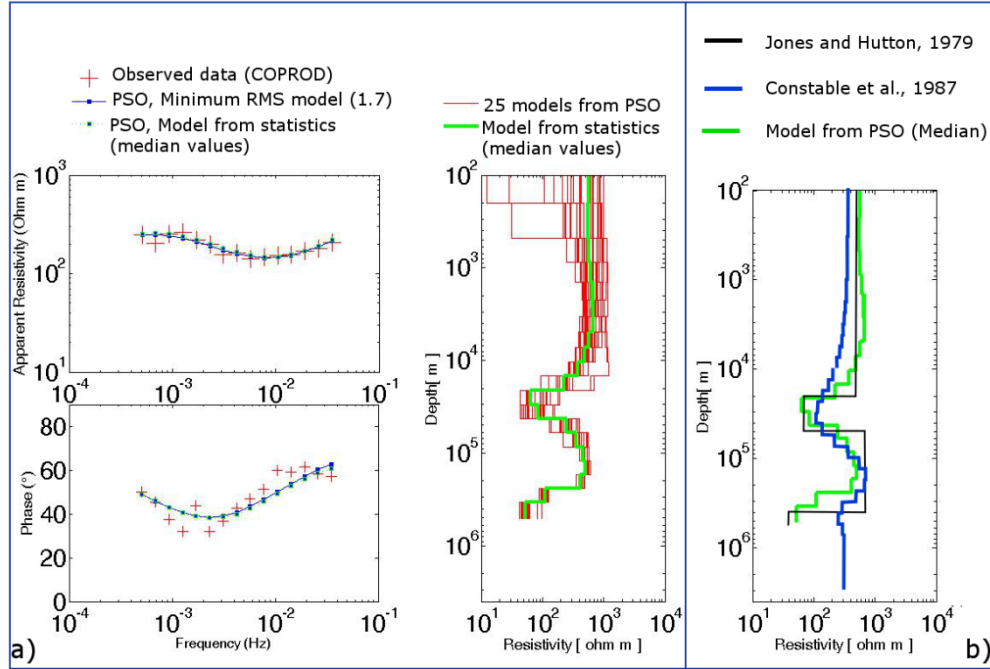 Observed data (COPROD)
PSO, Minimum RMS model (1.7)
PSO, Model from statistics
(median values)
10^3
10^2
10^1
Apparent Resistivity (Ohm m)
10^-4
10^-3
10^-2
10^-1
80
60
40
20
0
Phase (°)
10^-4
10^-3
10^-2
10^-1
Frequency (Hz)
a)
25 models from PSO
Model from statistics
(median values)
10^2
10^3
10^4
10^5
10^6
Depth[ m ]
10^1
10^2
10^3
10^4
Resistivity [ ohm m ]
Jones and Hutton, 1979
Constable et al., 1987
Model from PSO (Median)
10^2
10^3
10^4
10^5
10^6
Depth[ m ]
10^1
10^2
10^3
10^4
Resistivity [ ohm m ]
b)